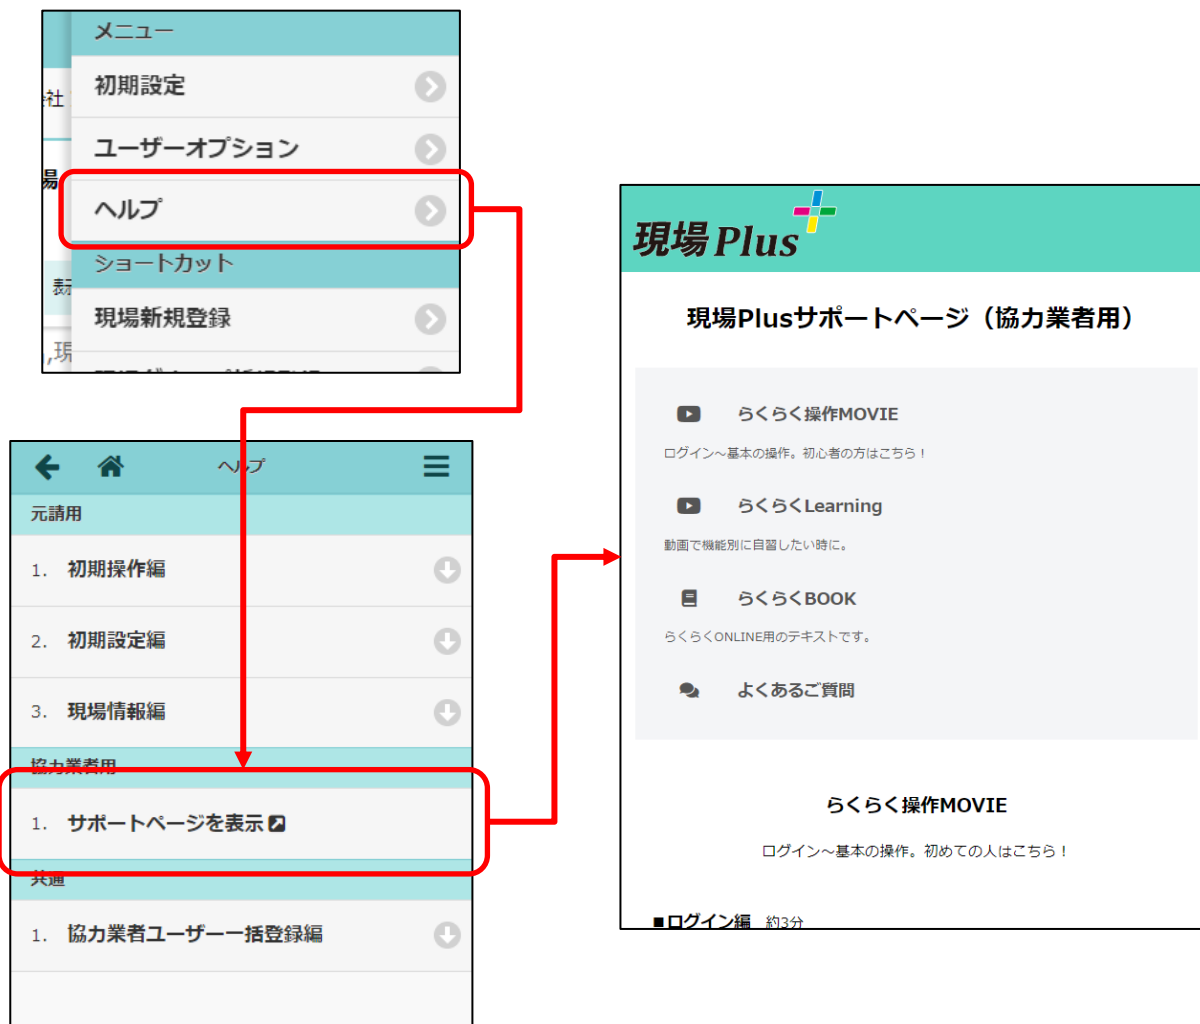 メニュー
社
初期設定
ユーザーオプション
場
ヘルプ
ショートカット
表示
現場新規登録
,現
ヘルプ
元請用
1. 初期操作編
2. 初期設定編
3. 現場情報編
協力業者用
1. サポートページを表示
共通
1. 協力業者ユーザー一括登録編
現場Plus
現場Plusサポートページ（協力業者用）
らくらく操作MOVIE
ログイン～基本の操作。初心者の方はこちら！
らくらくLearning
動画で機能別に自習したい時に。
らくらくBOOK
らくらくONLINE用のテキストです。
よくあるご質問
らくらく操作MOVIE
ログイン～基本の操作。初めての人はこちら！
■ログイン編 約3分